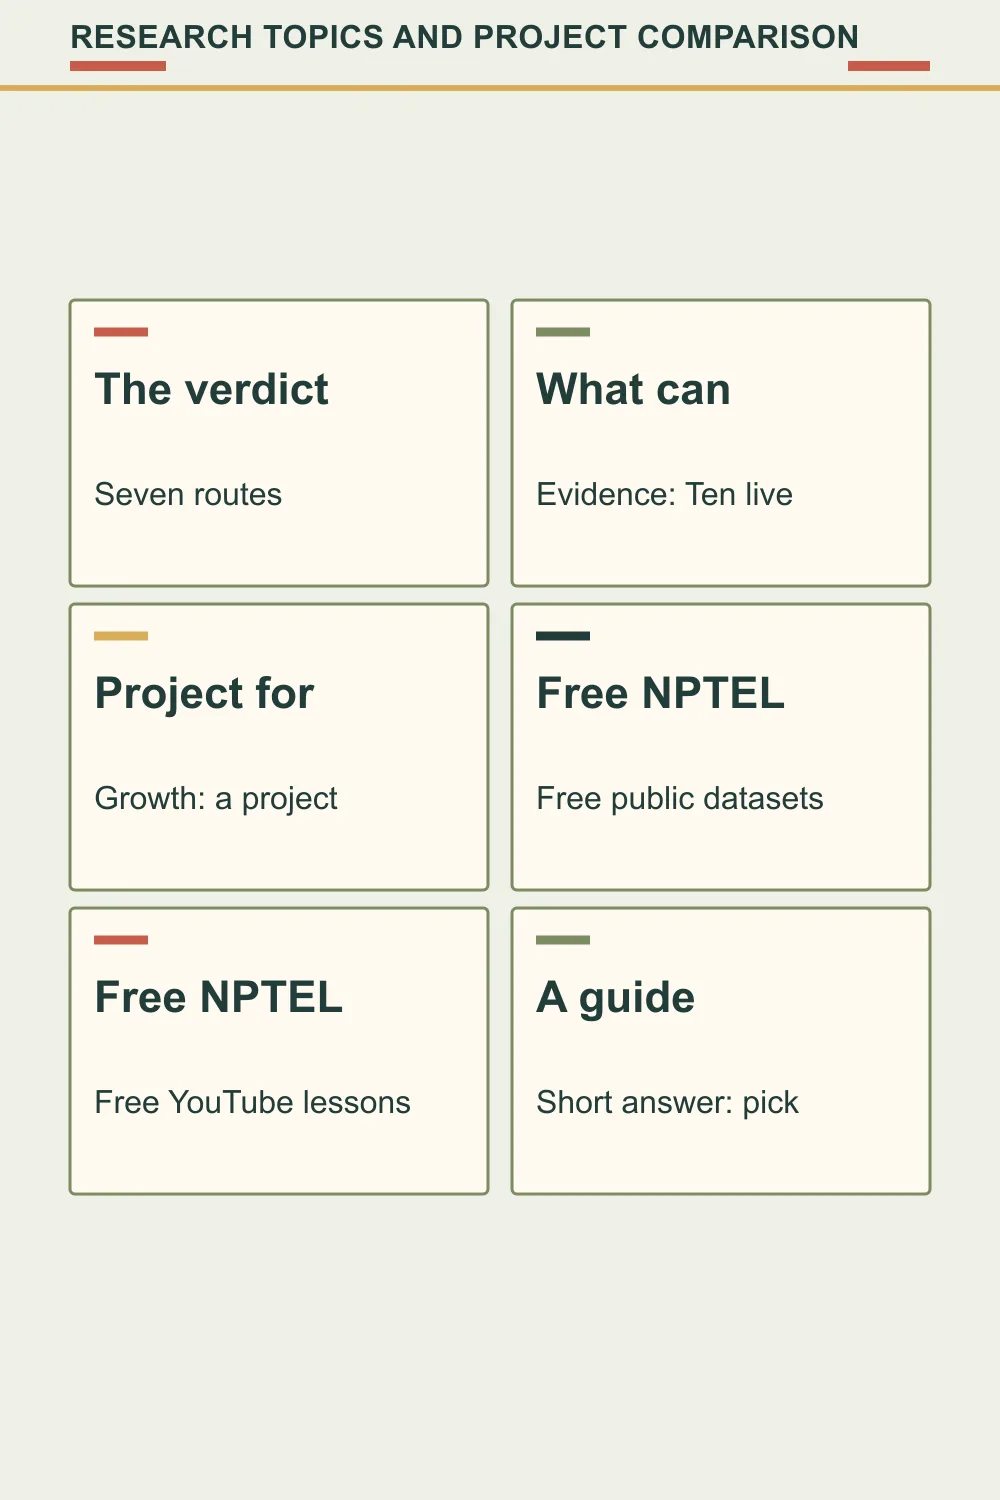 RESEARCH TOPICS AND PROJECT COMPARISON
The verdict
Seven routes
What can
Evidence: Ten live
Project for
Growth: a project
Free NPTEL
Free public datasets
Free NPTEL
Free YouTube lessons
A guide
Short answer: pick